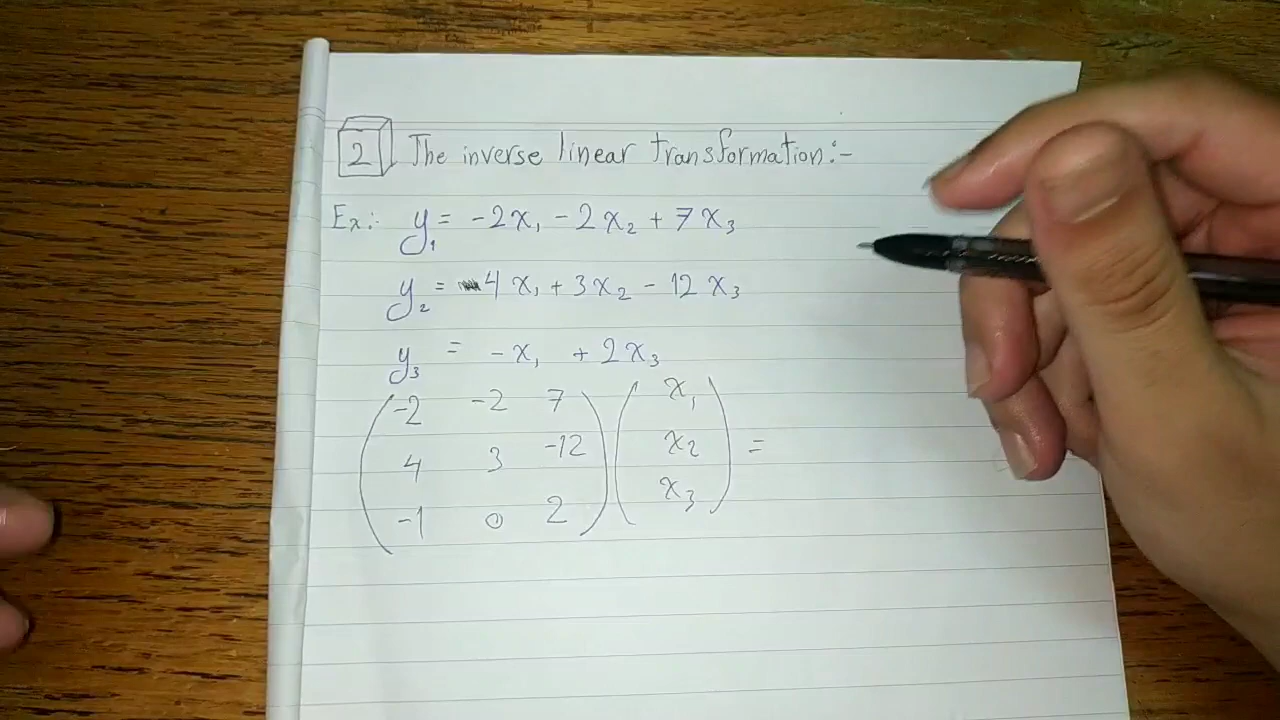 2 The inverse linear transformation:-
Ex:- y₁ = -2x₁ - 2x₂ + 7x₃
y₂ = 4x₁ + 3x₂ - 12x₃
y₃ = -x₁ + 2x₃
-2 -2 7 x₁
4 3 -12 x₂ =
-1 0 2 x₃